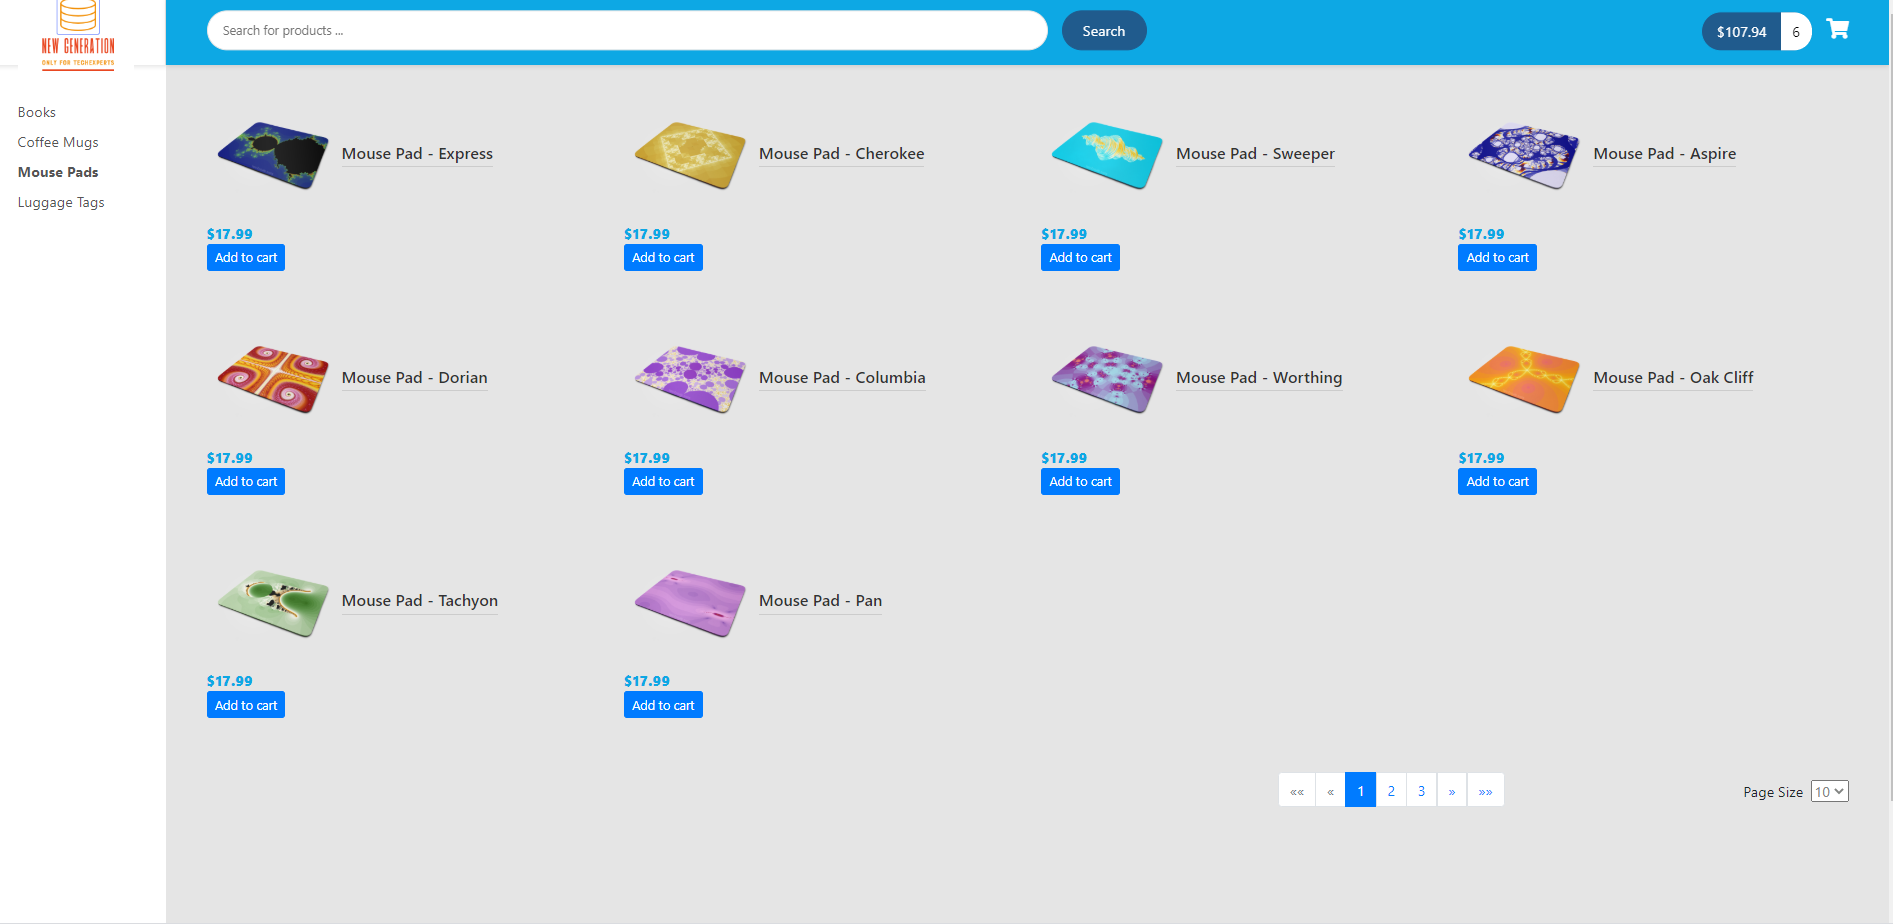 NEW GENERATION
ONLY FOR TECHEXPERTS
Search for products ...
Search
$107.94 6
Books
Coffee Mugs
Mouse Pads
Luggage Tags
Mouse Pad - Express
$17.99
Add to cart
Mouse Pad - Cherokee
$17.99
Add to cart
Mouse Pad - Sweeper
$17.99
Add to cart
Mouse Pad - Aspire
$17.99
Add to cart
Mouse Pad - Dorian
$17.99
Add to cart
Mouse Pad - Columbia
$17.99
Add to cart
Mouse Pad - Worthing
$17.99
Add to cart
Mouse Pad - Oak Cliff
$17.99
Add to cart
Mouse Pad - Tachyon
$17.99
Add to cart
Mouse Pad - Pan
$17.99
Add to cart
«« « 1 2 3 » »»
Page Size 10